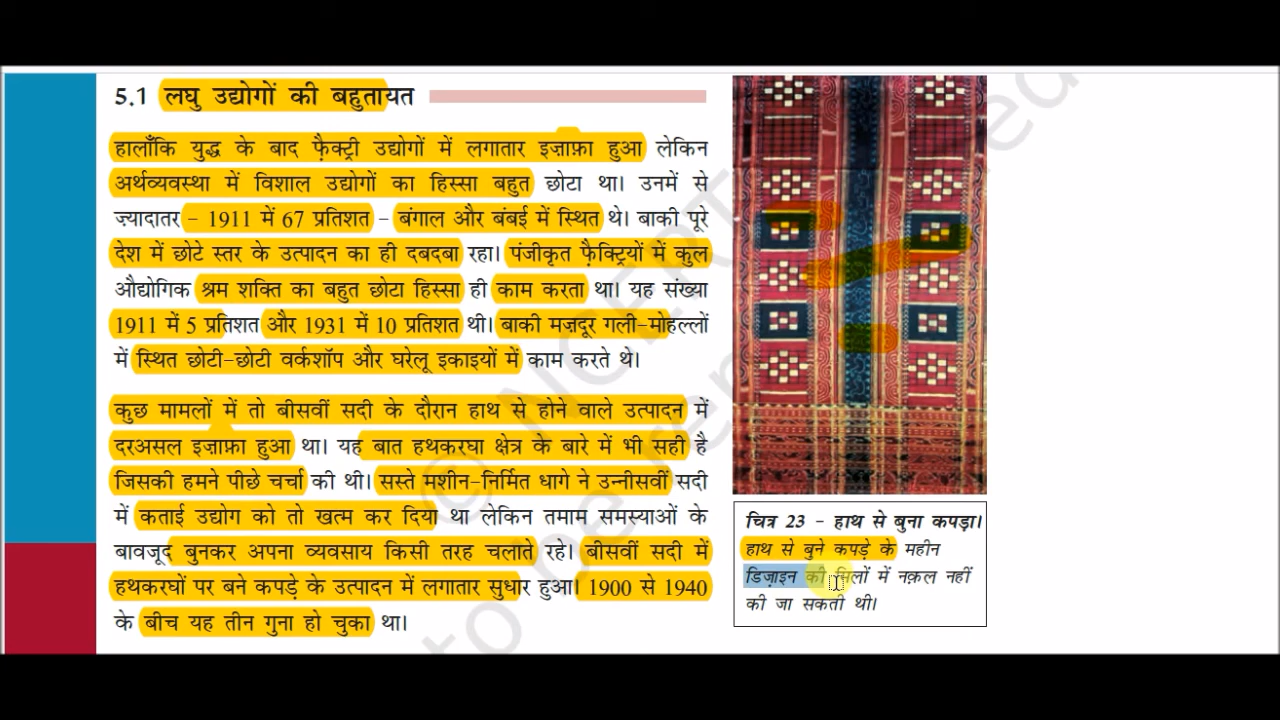 5.1 लघु उद्योगों की बहुतायत
हालाँकि युद्ध के बाद फ़ैक्ट्री उद्योगों में लगातार इज़ाफ़ा हुआ लेकिन
अर्थव्यवस्था में विशाल उद्योगों का हिस्सा बहुत छोटा था। उनमें से
ज़्यादातर – 1911 में 67 प्रतिशत – बंगाल और बंबई में स्थित थे। बाकी पूरे
देश में छोटे स्तर के उत्पादन का ही दबदबा रहा। पंजीकृत फ़ैक्ट्रियों में कुल
औद्योगिक श्रम शक्ति का बहुत छोटा हिस्सा ही काम करता था। यह संख्या
1911 में 5 प्रतिशत और 1931 में 10 प्रतिशत थी। बाकी मज़दूर गली-मोहल्लों
में स्थित छोटी-छोटी वर्कशॉप और घरेलू इकाइयों में काम करते थे।
कुछ मामलों में तो बीसवीं सदी के दौरान हाथ से होने वाले उत्पादन में
दरअसल इज़ाफ़ा हुआ था। यह बात हथकरघा क्षेत्र के बारे में भी सही है
जिसकी हमने पीछे चर्चा की थी। सस्ते मशीन-निर्मित धागे ने उन्नीसवीं सदी
में कताई उद्योग को तो खत्म कर दिया था लेकिन तमाम समस्याओं के
बावजूद बुनकर अपना व्यवसाय किसी तरह चलाते रहे। बीसवीं सदी में
हथकरघों पर बने कपड़े के उत्पादन में लगातार सुधार हुआ। 1900 से 1940
के बीच यह तीन गुना हो चुका था।
चित्र 23 – हाथ से बुना कपड़ा।
हाथ से बुने कपड़े के महीन
डिज़ाइन की मिलों में नक़ल नहीं
की जा सकती थी।
© NCERT
to be re ed